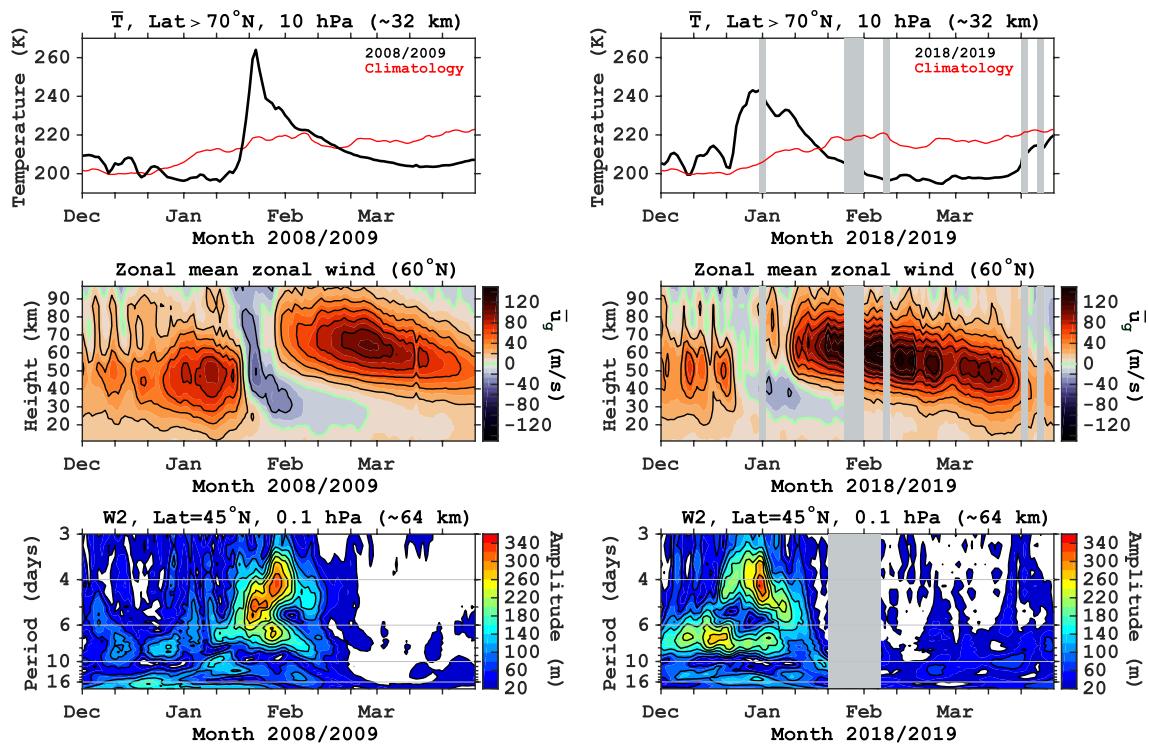 T̅, Lat>70°N, 10 hPa (~32 km)
Temperature (K)
260
240
220
200
2008/2009
Climatology
Dec Jan Feb Mar
Month 2008/2009
T̅, Lat>70°N, 10 hPa (~32 km)
Temperature (K)
260
240
220
200
2018/2019
Climatology
Dec Jan Feb Mar
Month 2018/2019
Zonal mean zonal wind (60°N)
Height (km)
90
80
70
60
50
40
30
20
Dec Jan Feb Mar
Month 2008/2009
120
80
40
0
-40
-80
-120
u̅g (m/s)
Zonal mean zonal wind (60°N)
Height (km)
90
80
70
60
50
40
30
20
Dec Jan Feb Mar
Month 2018/2019
120
80
40
0
-40
-80
-120
u̅g (m/s)
W2, Lat=45°N, 0.1 hPa (~64 km)
Period (days)
3
4
6
10
16
Dec Jan Feb Mar
Month 2008/2009
340
300
260
220
180
140
100
60
20
Amplitude (m)
W2, Lat=45°N, 0.1 hPa (~64 km)
Period (days)
3
4
6
10
16
Dec Jan Feb Mar
Month 2018/2019
340
300
260
220
180
140
100
60
20
Amplitude (m)